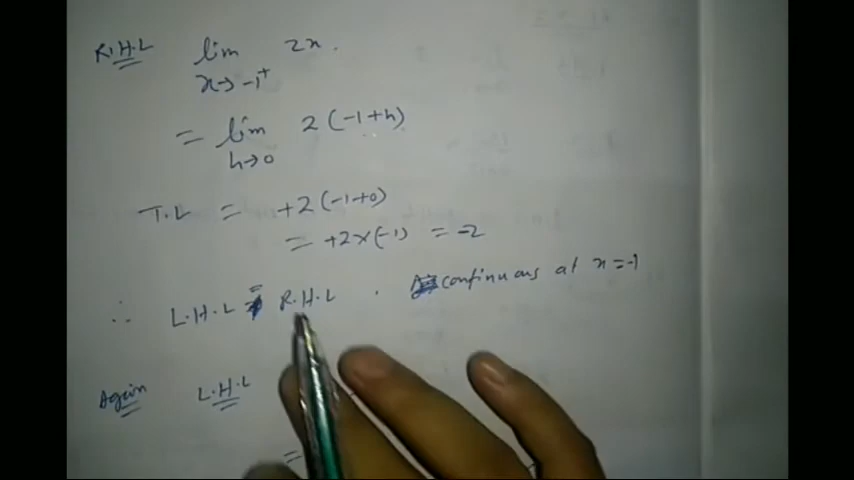 R.H.L lim 2x.
x→ -1⁺
= lim 2(-1+h)
h→0
T.L = +2(-1+0)
= +2×(-1) = -2
∴ L.H.L = R.H.L . continuous at x=-1
Again L.H.L
=